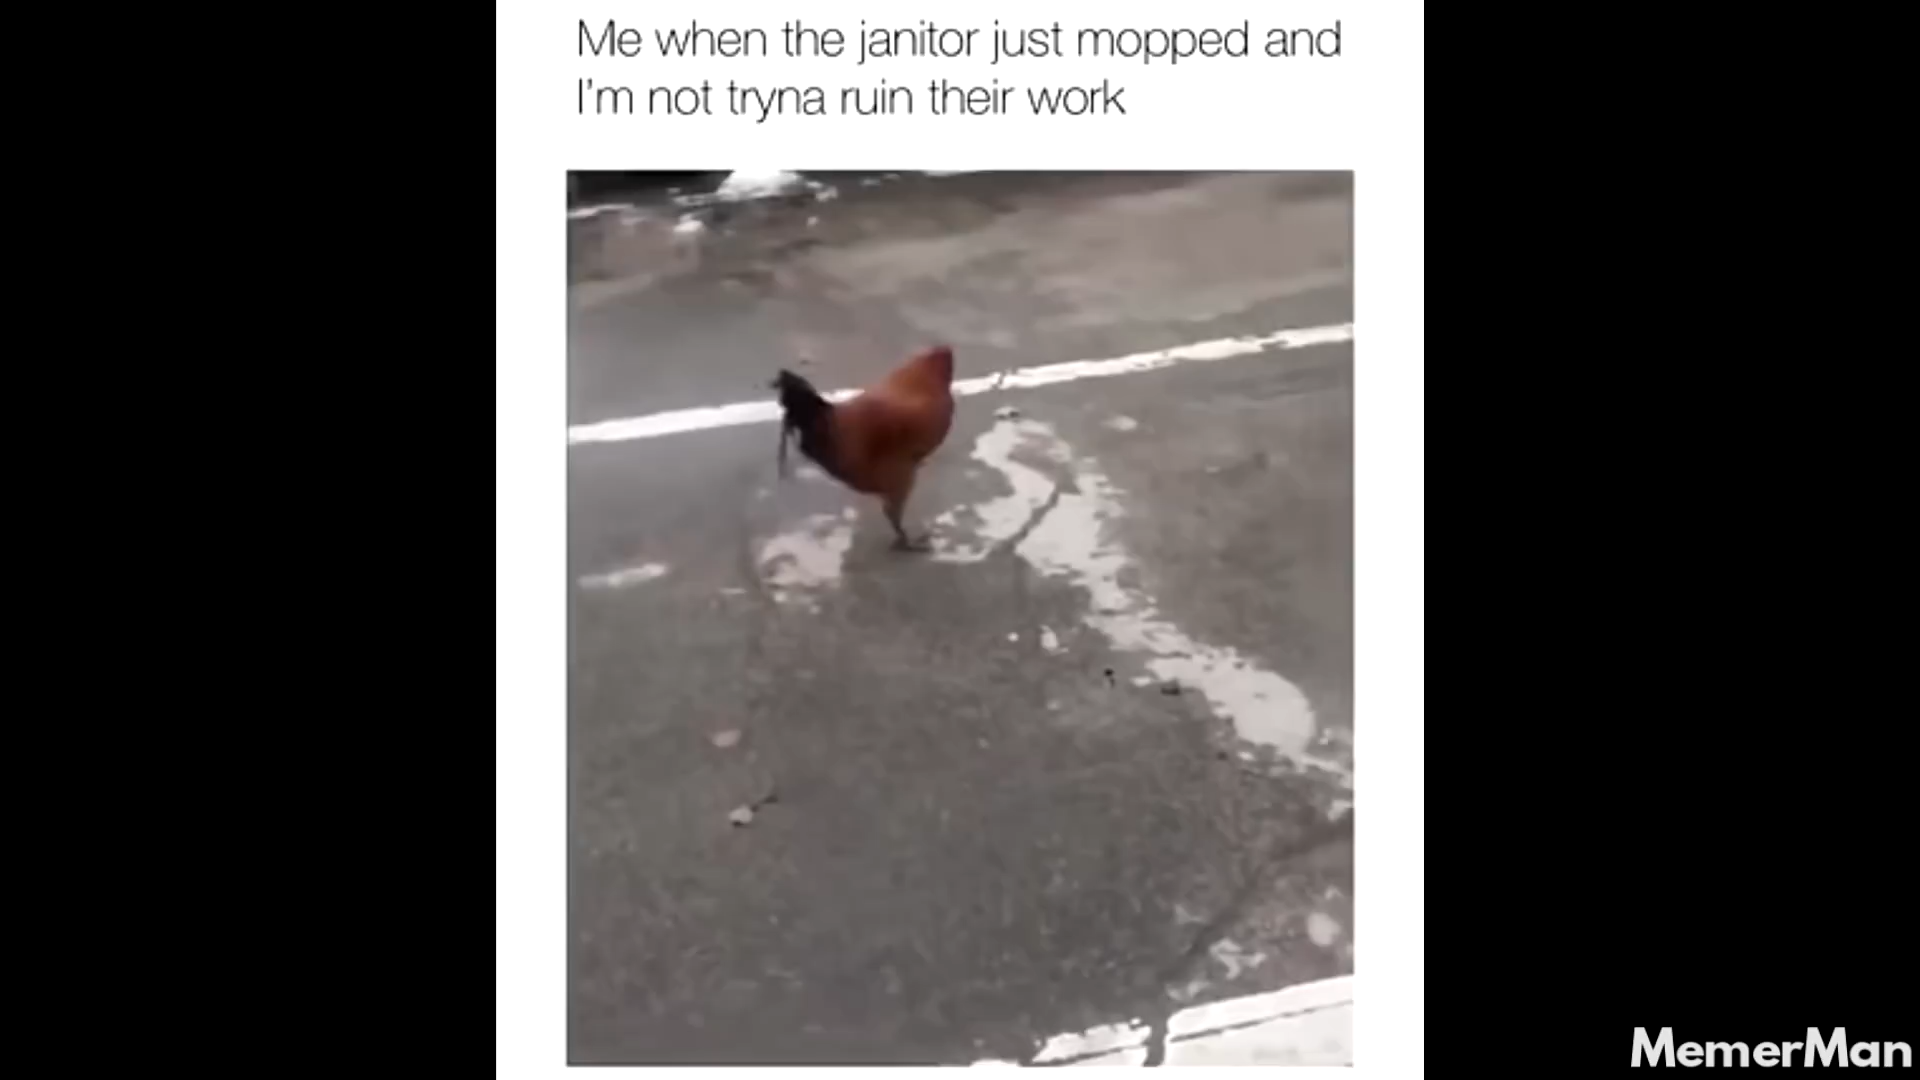 Me when the janitor just mopped and
I'm not tryna ruin their work
MemerMan